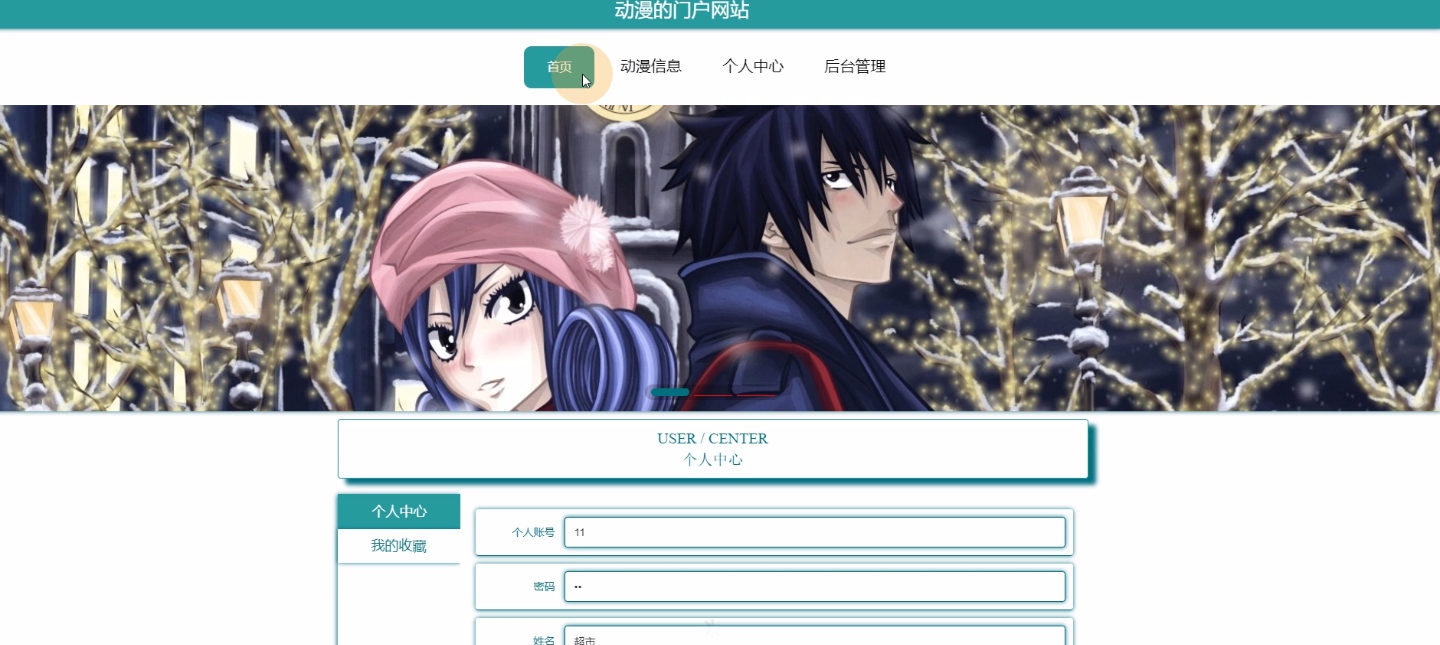 动漫的门户网站
首页 动漫信息 个人中心 后台管理
VI
USER / CENTER
个人中心
个人中心
我的收藏
个人账号 11
密码 ••
姓名 超市